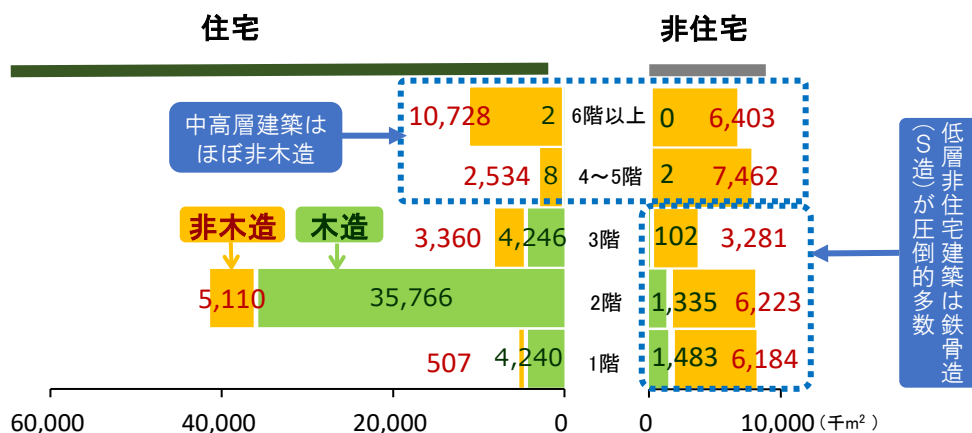 住宅
非住宅
中高層建築は
ほぼ非木造
10,728 2 6階以上 0 6,403
2,534 8 4～5階 2 7,462
非木造 木造
3,360 4,246 3階 102 3,281
5,110 35,766 2階 1,335 6,223
507 4,240 1階 1,483 6,184
低層非住宅建築は鉄骨造
（S造）が圧倒的多数
60,000 40,000 20,000 0 0 10,000 （千m²）